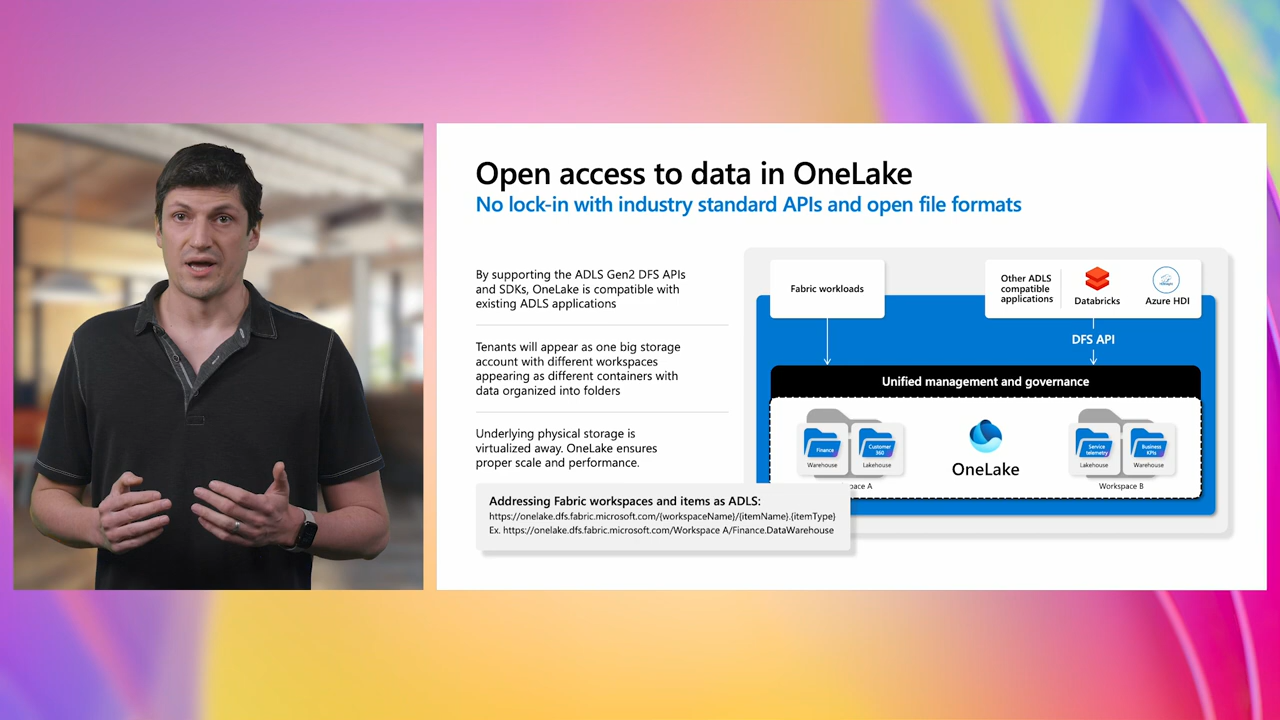 Open access to data in OneLake
No lock-in with industry standard APIs and open file formats
By supporting the ADLS Gen2 DFS APIs
and SDKs, OneLake is compatible with
existing ADLS applications
Tenants will appear as one big storage
account with different workspaces
appearing as different containers with
data organized into folders
Underlying physical storage is
virtualized away. OneLake ensures
proper scale and performance.
Addressing Fabric workspaces and items as ADLS:
https://onelake.dfs.fabric.microsoft.com/{workspaceName}/{itemName}.{itemType}
Ex. https://onelake.dfs.fabric.microsoft.com/Workspace A/Finance.DataWarehouse
Fabric workloads
Other ADLS
compatible
applications
Databricks
Azure HDI
DFS API
Unified management and governance
Finance
Warehouse
Customer
360
Lakehouse
pace A
OneLake
Service
telemetry
Lakehouse
Business
KPIs
Warehouse
Workspace B